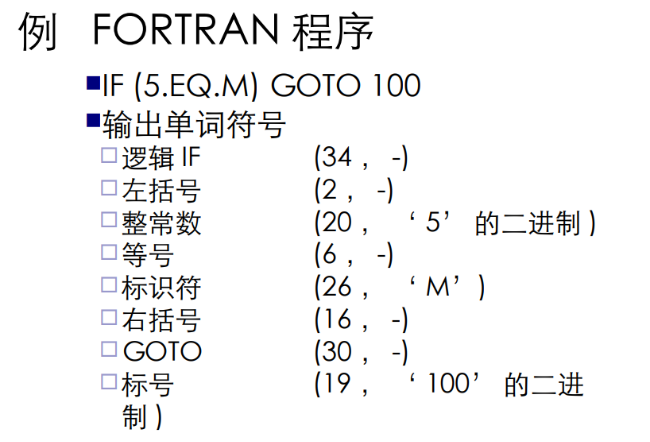 例 FORTRAN 程序
IF (5.EQ.M) GOTO 100
输出单词符号
逻辑 IF (34 , -)
左括号 (2 , -)
整常数 (20 , ‘ 5’ 的二进制 )
等号 (6 , -)
标识符 (26 , ‘ M’ )
右括号 (16 , -)
GOTO (30 , -)
标号 (19 , ‘ 100’ 的二进
制 )